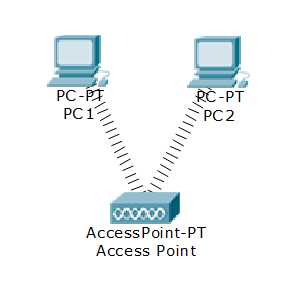 PC-PT
PC1
PC-PT
PC2
AccessPoint-PT
Access Point